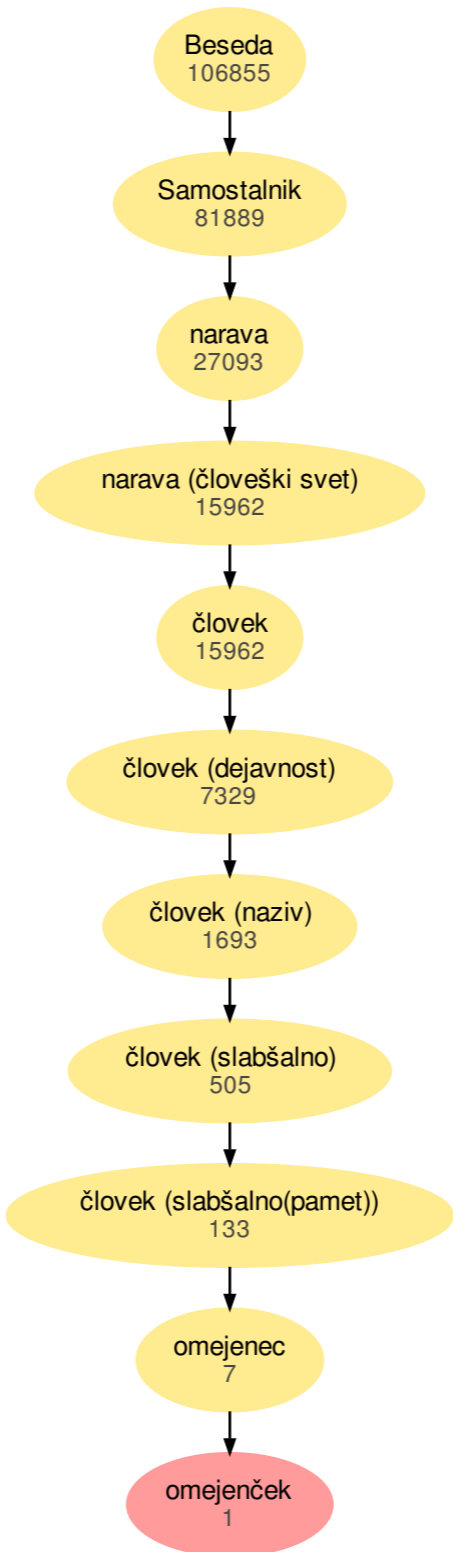 Beseda
106855
Samostalnik
81889
narava
27093
narava (človeški svet)
15962
človek
15962
človek (dejavnost)
7329
človek (naziv)
1693
človek (slabšalno)
505
človek (slabšalno(pamet))
133
omejenec
7
omejenček
1